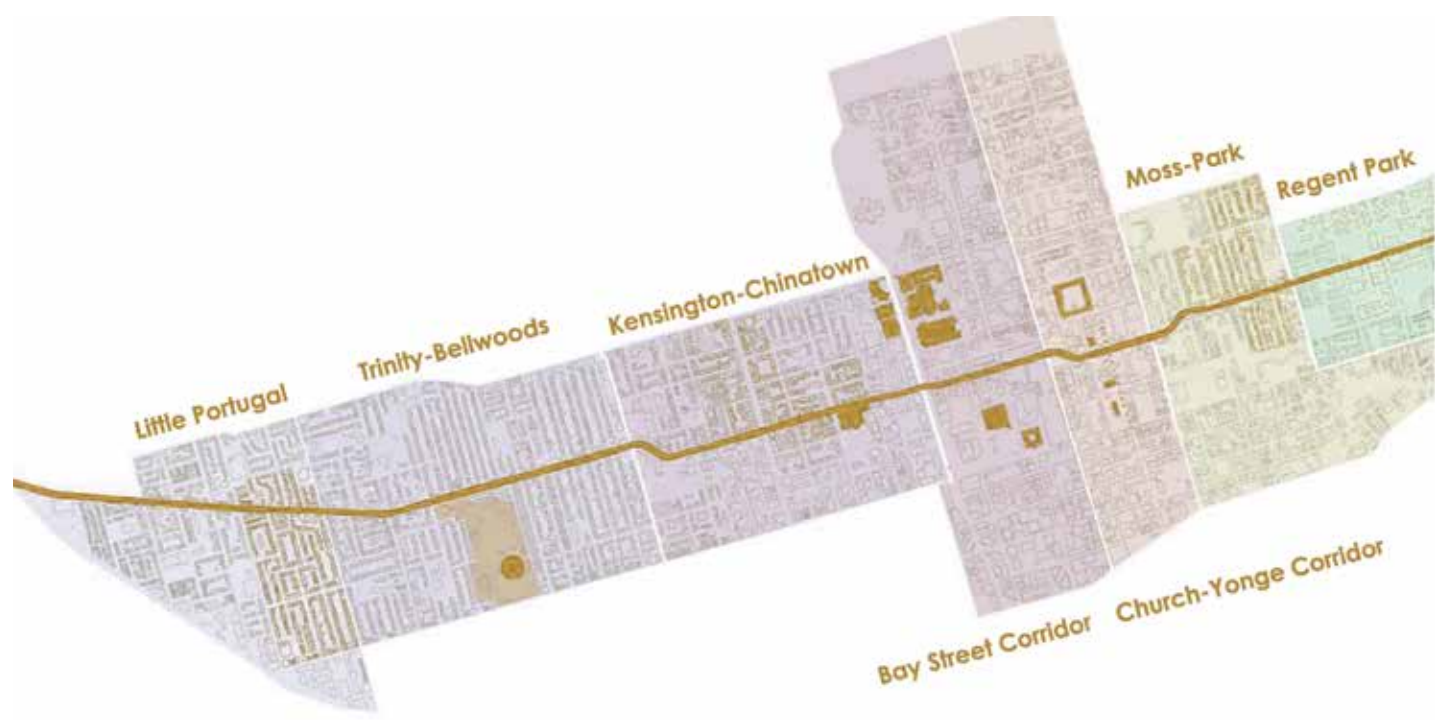 Moss-Park
Regent Park
Kensington-Chinatown
Trinity-Bellwoods
Little Portugal
Church-Yonge Corridor
Bay Street Corridor